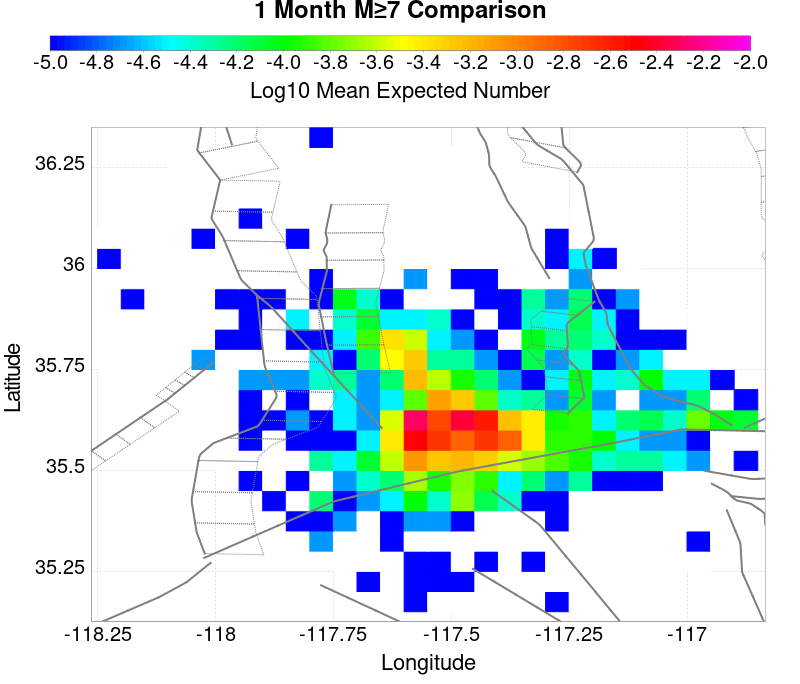 1 Month M≥7 Comparison
-5.0 -4.8 -4.6 -4.4 -4.2 -4.0 -3.8 -3.6 -3.4 -3.2 -3.0 -2.8 -2.6 -2.4 -2.2 -2.0
Log10 Mean Expected Number
36.25
36
35.75
35.5
35.25
Latitude
-118.25 -118 -117.75 -117.5 -117.25 -117
Longitude